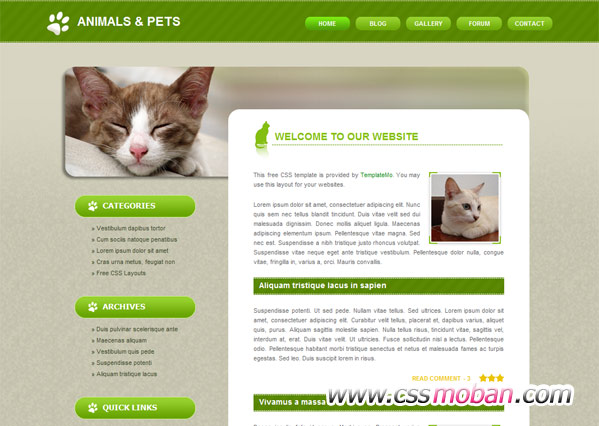 ANIMALS & PETS
HOME BLOG GALLERY FORUM CONTACT
WELCOME TO OUR WEBSITE
This free CSS template is provided by TemplateMo. You may
use this layout for your websites.
Lorem ipsum dolor sit amet, consectetuer adipiscing elit. Nunc
quis sem nec tellus blandit tincidunt. Duis vitae velit sed dui
malesuada dignissim. Donec mollis aliquet ligula. Maecenas
adipiscing elementum ipsum. Pellentesque vitae magna. Sed
nec est. Suspendisse a nibh tristique justo rhoncus volutpat.
Suspendisse vitae neque eget ante tristique vestibulum. Pellentesque dolor nulla, congue
vitae, fringilla in, varius a, orci. Mauris convallis.
Aliquam tristique lacus in sapien
Suspendisse potenti. Ut sed pede. Nullam vitae tellus. Sed ultrices. Lorem ipsum dolor sit
amet, consectetuer adipiscing elit. Curabitur velit tellus, placerat et, dapibus varius, aliquet
quis, purus. Aliquam sagittis molestie sapien. Nulla tellus risus, tincidunt vitae, sagittis vel,
interdum at, erat. Duis vitae velit. Ut ultricies. Fusce sollicitudin nisl a lectus. Pellentesque
odio. Pellentesque habitant morbi tristique senectus et netus et malesuada fames ac turpis
egestas. Sed leo. Duis suscipit lorem in risus.
READ COMMENT - 3
Vivamus a massa
CATEGORIES
» Vestibulum dapibus tortor
» Cum sociis natoque penatibus
» Lorem ipsum dolor sit amet
» Cras urna metus, feugiat non
» Free CSS Layouts
ARCHIVES
» Duis pulvinar scelerisque ante
» Maecenas aliquam
» Vestibulum quis pede
» Suspendisse potenti
» Aliquam tristique lacus
QUICK LINKS
www.cssmoban.com